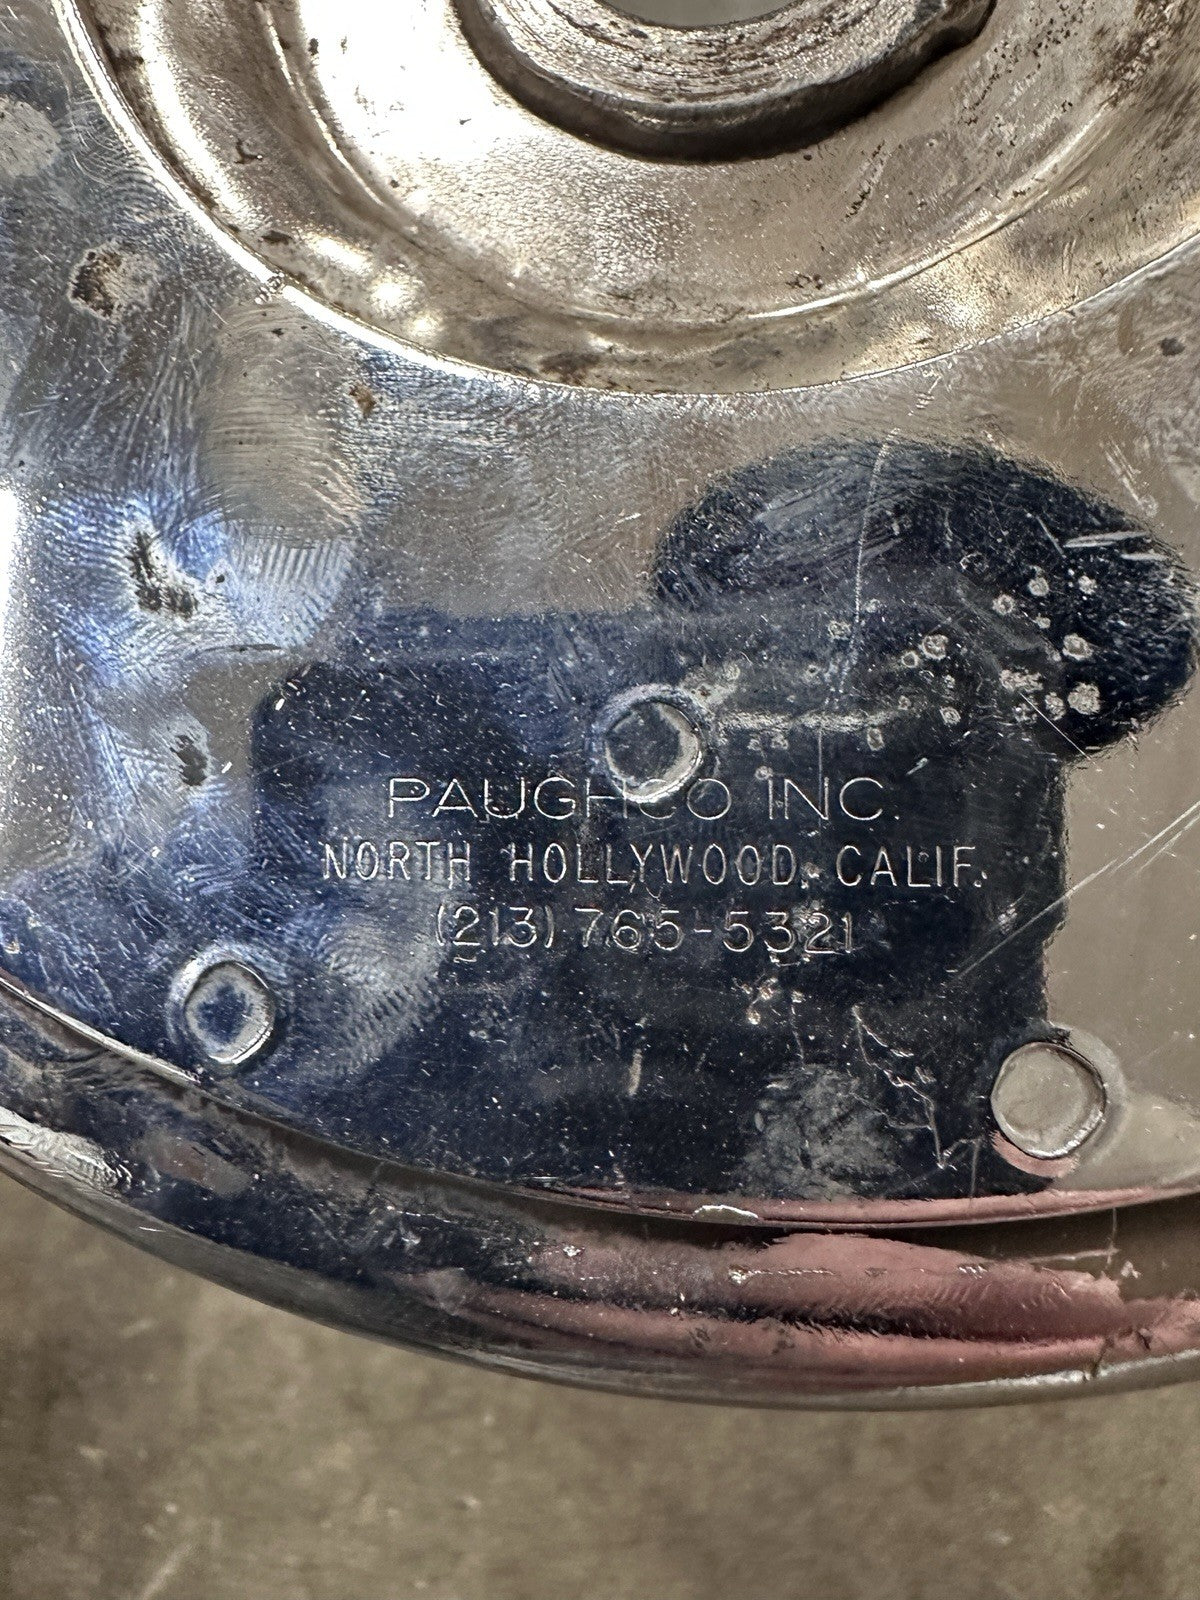 PAUGHCO INC.
NORTH HOLLYWOOD, CALIF.
(213) 765-5321